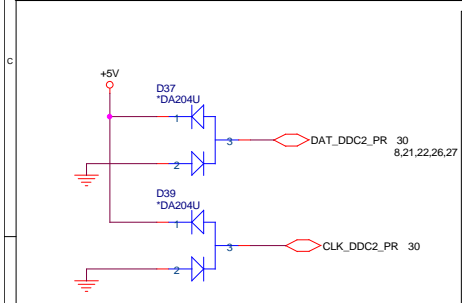 C
+5V
D37
*DA204U
1
3
DAT_DDC2_PR 30
8,21,22,26,27
2
D39
*DA204U
1
3
CLK_DDC2_PR 30
2